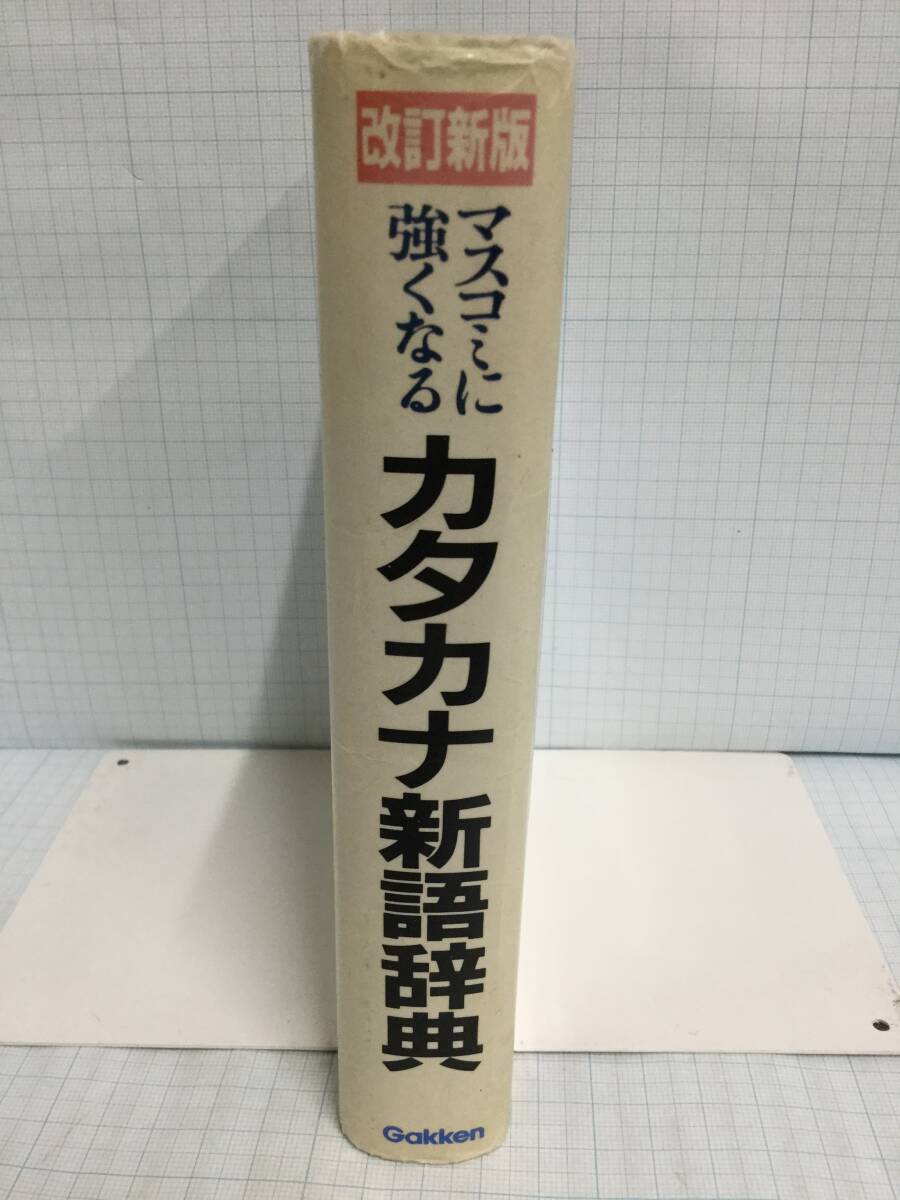 改訂新版
マスコミに
強くなる
カタカナ新語辞典
Gakken